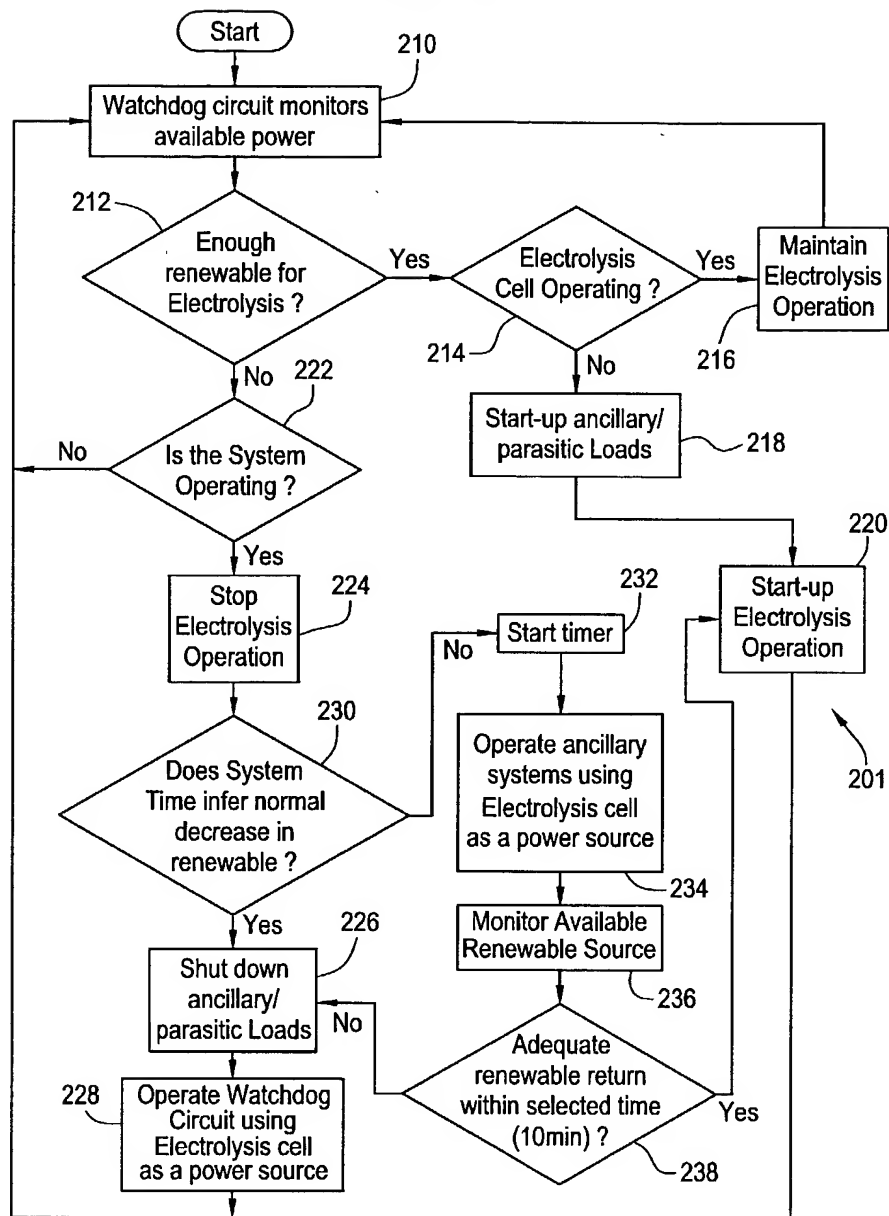 Start
210
Watchdog circuit monitors
available power
212
Enough
renewable for
Electrolysis ?
Yes
Electrolysis
Cell Operating ?
Yes
Maintain
Electrolysis
Operation
216
214
No
No
222
Start-up ancillary/
parasitic Loads
218
No
Is the System
Operating ?
220
Yes
Start-up
Electrolysis
Operation
Stop
Electrolysis
Operation
224
232
Start timer
No
201
230
Does System
Time infer normal
decrease in
renewable ?
Operate ancillary
systems using
Electrolysis cell
as a power source
234
Yes
226
Monitor Available
Renewable Source
236
Shut down
ancillary/
parasitic Loads
No
Adequate
renewable return
within selected time
(10min) ?
Yes
228
Operate Watchdog
Circuit using
Electrolysis cell
as a power source
238